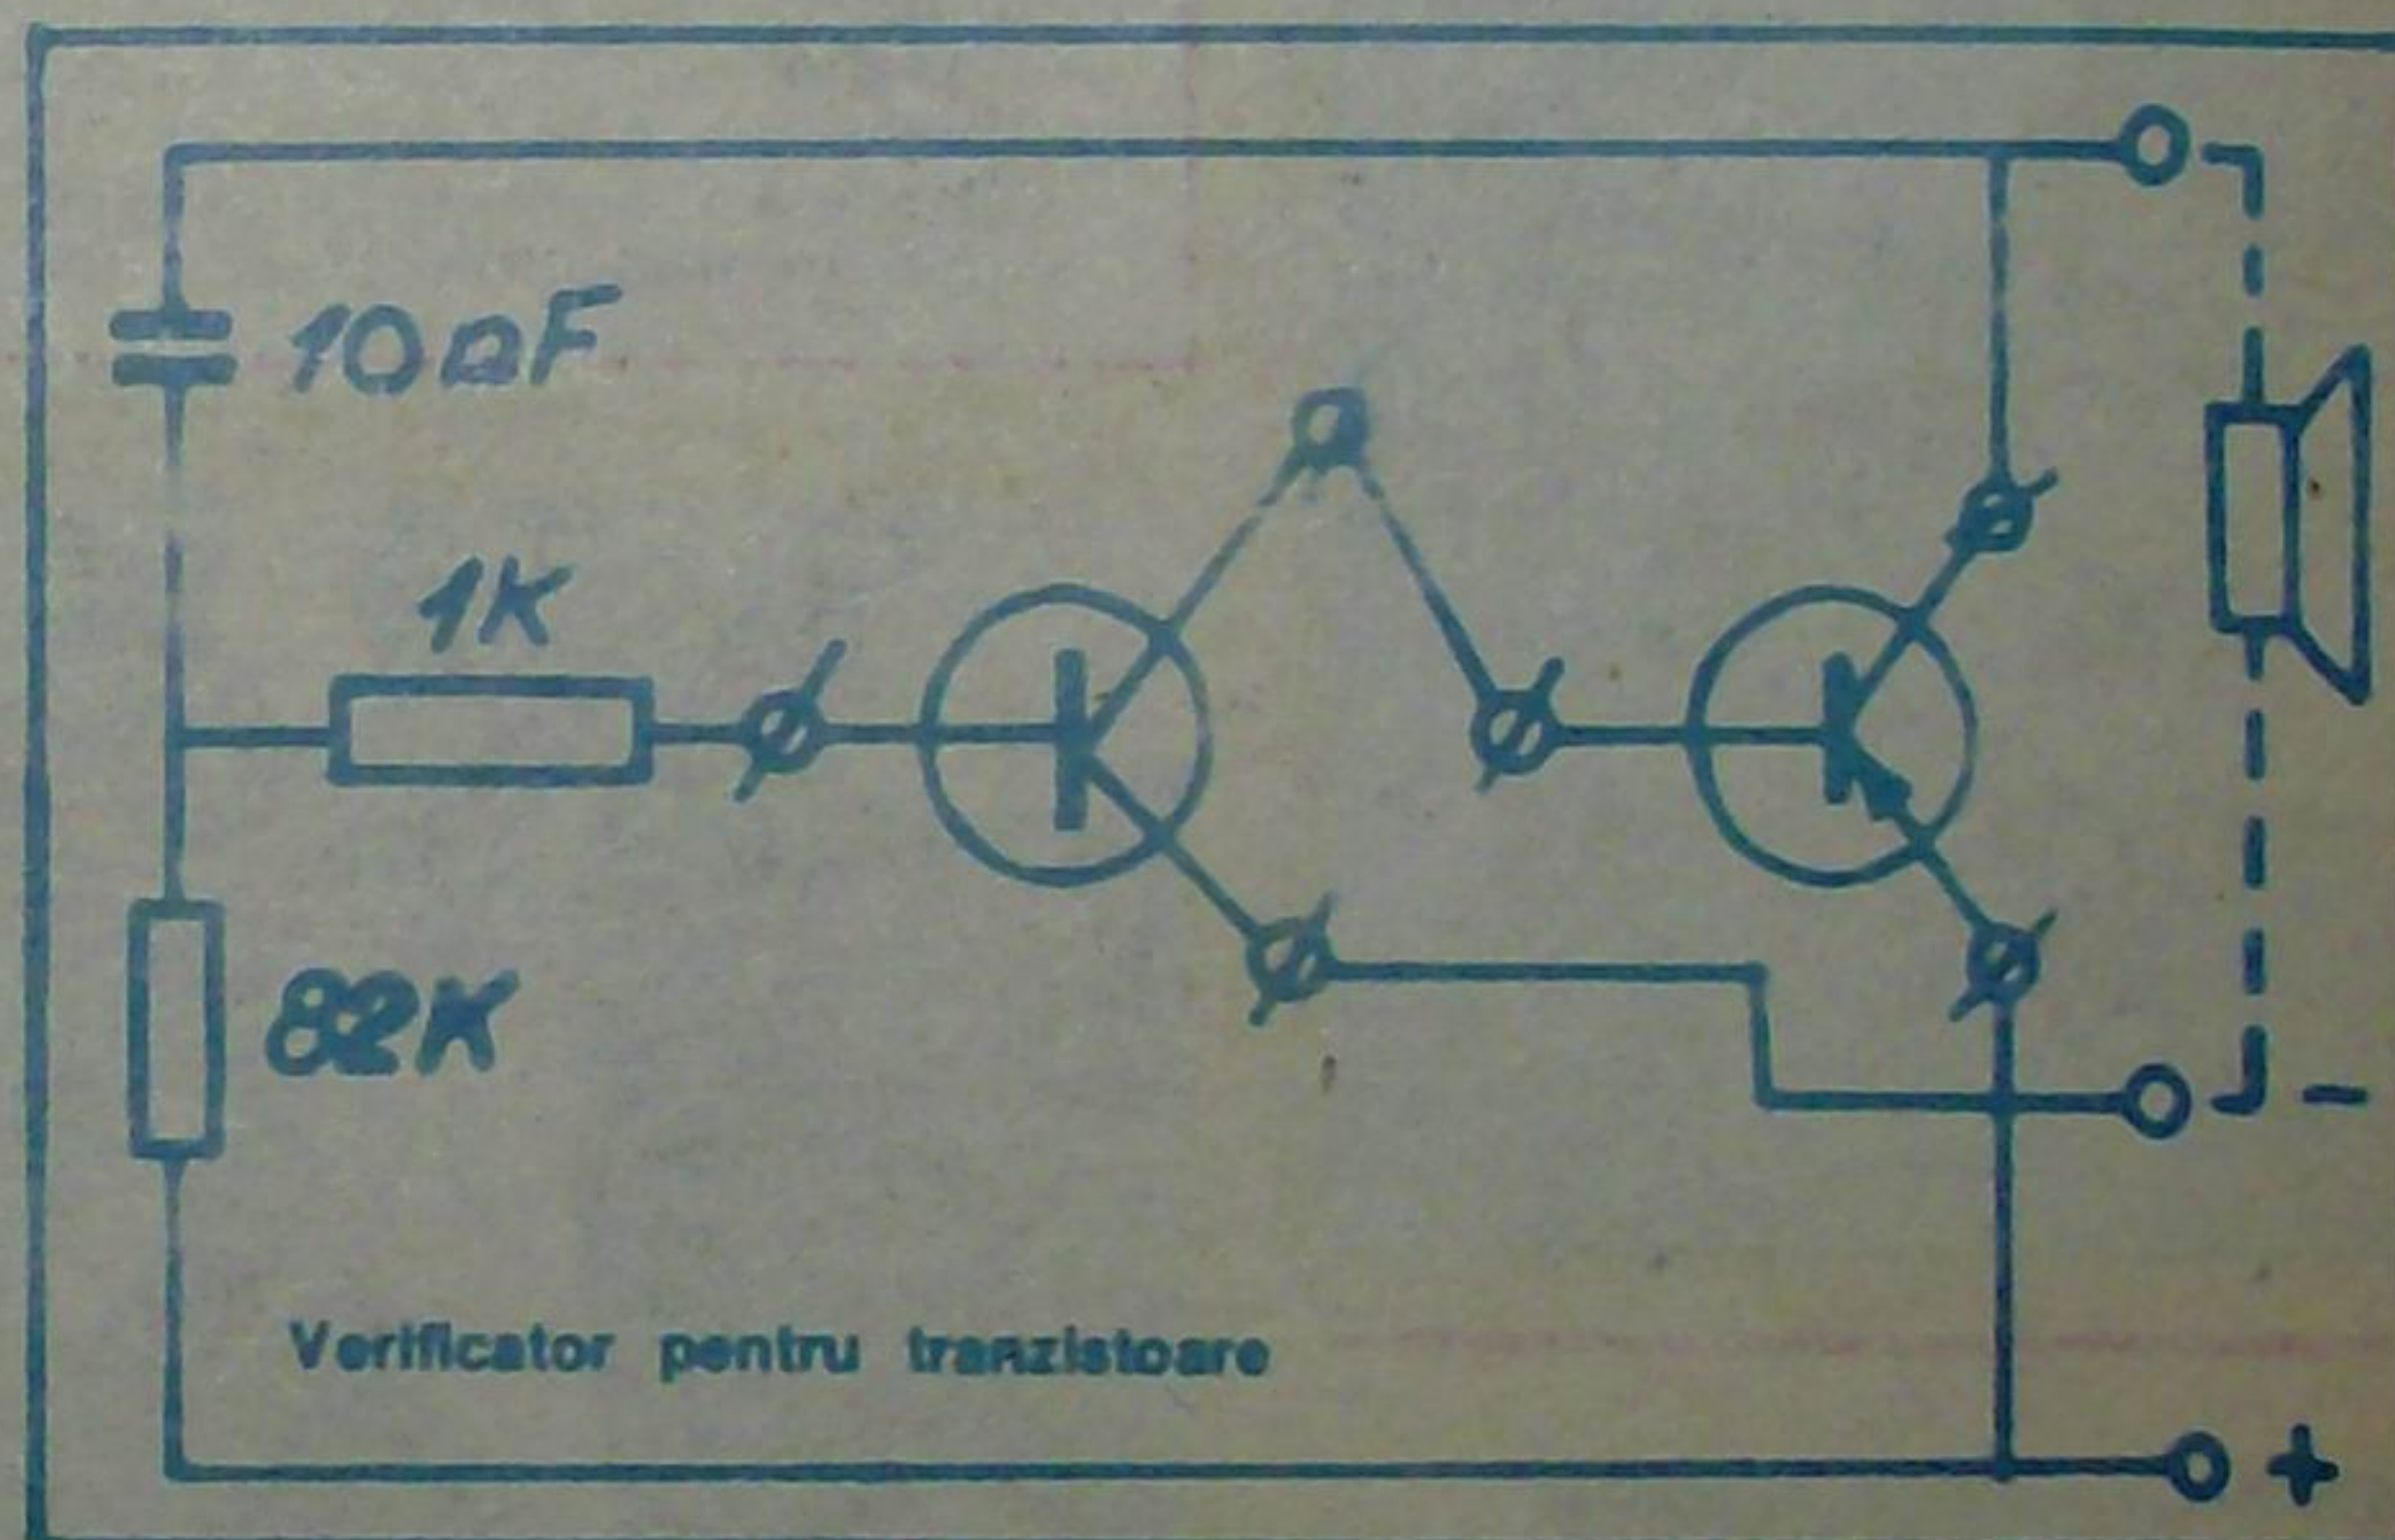 10nF
1K
82K
-
Verificator pentru tranzistoare
+